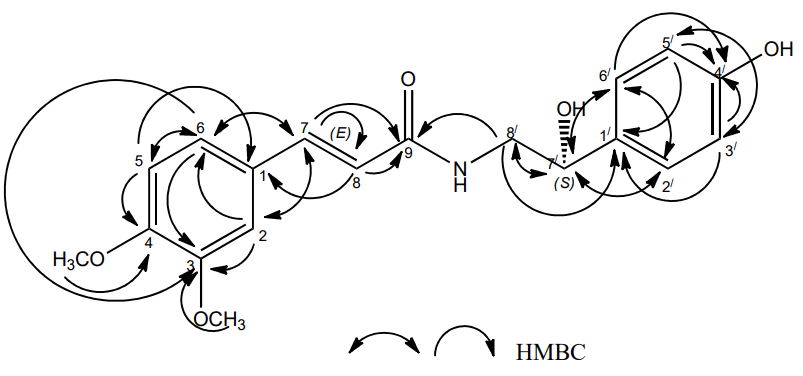 O
OH
5/
4/
6/
OH
3/
1/
2/
7/
(S)
8/
N
H
9
7
(E)
8
6
5
1
2
4
3
H₃CO
OCH₃
HMBC